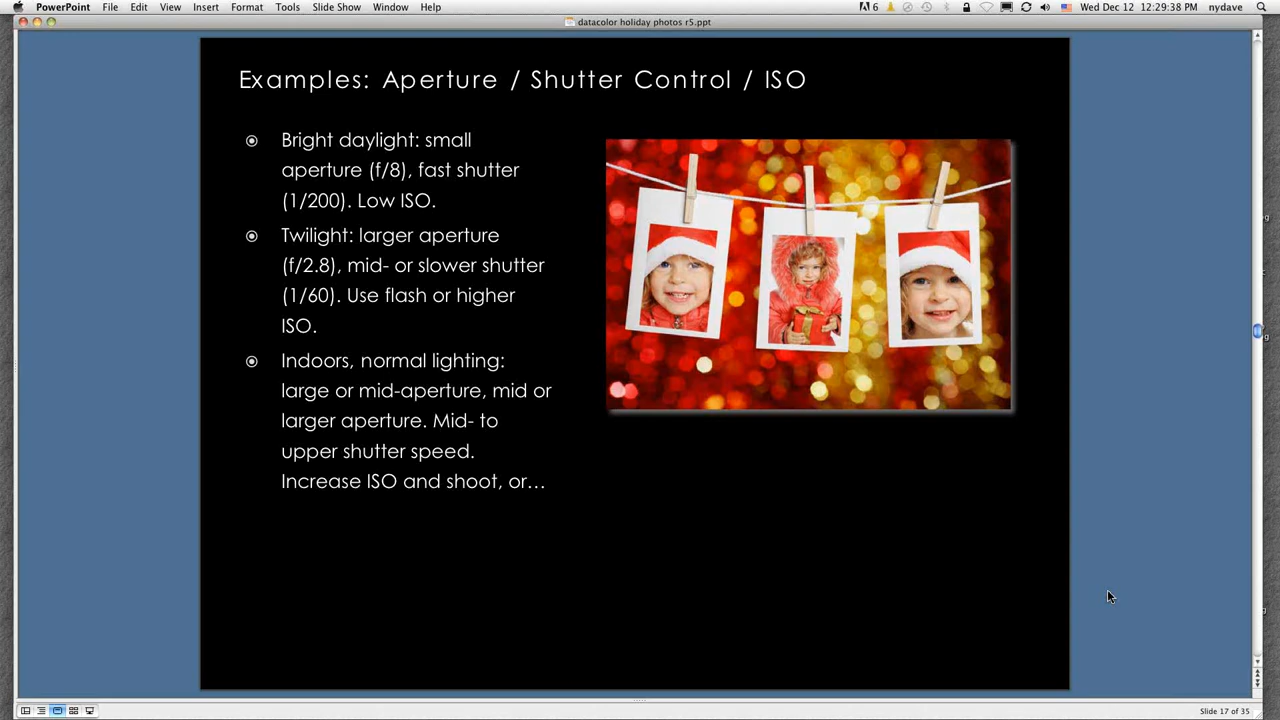 PowerPoint File Edit View Insert Format Tools Slide Show Window Help 6 Wed Dec 12 12:29:38 PM nydave
datacolor holiday photos r5.ppt
Examples: Aperture / Shutter Control / ISO
Bright daylight: small
aperture (f/8), fast shutter
(1/200). Low ISO.
Twilight: larger aperture
(f/2.8), mid- or slower shutter
(1/60). Use flash or higher
ISO.
Indoors, normal lighting:
large or mid-aperture, mid or
larger aperture. Mid- to
upper shutter speed.
Increase ISO and shoot, or…
Slide 17 of 35